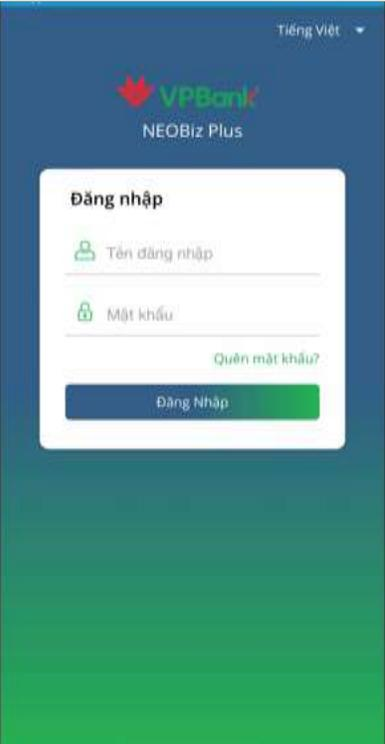 Tiếng Việt
VPBank
NEOBiz Plus
Đăng nhập
Tên đăng nhập
Mật khẩu
Quên mật khẩu?
Đăng Nhập